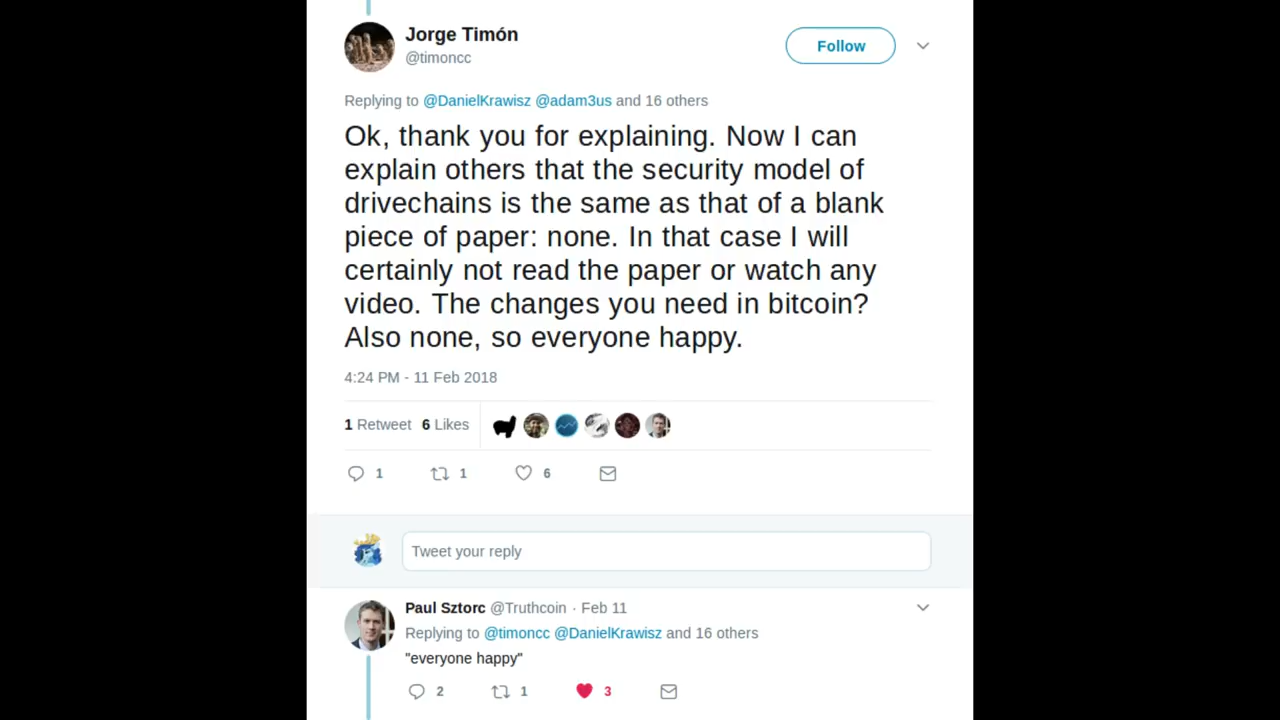 Jorge Timón
@timoncc
Follow
Replying to @DanielKrawisz @adam3us and 16 others
Ok, thank you for explaining. Now I can
explain others that the security model of
drivechains is the same as that of a blank
piece of paper: none. In that case I will
certainly not read the paper or watch any
video. The changes you need in bitcoin?
Also none, so everyone happy.
4:24 PM - 11 Feb 2018
1 Retweet 6 Likes
1 1 6
Tweet your reply
Paul Sztorc @Truthcoin · Feb 11
Replying to @timoncc @DanielKrawisz and 16 others
"everyone happy"
2 1 3